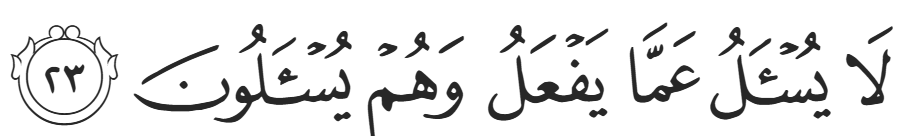 لَا يُسْـَٔلُ عَمَّا يَفْعَلُ وَهُمْ يُسْـَٔلُونَ ٢٣